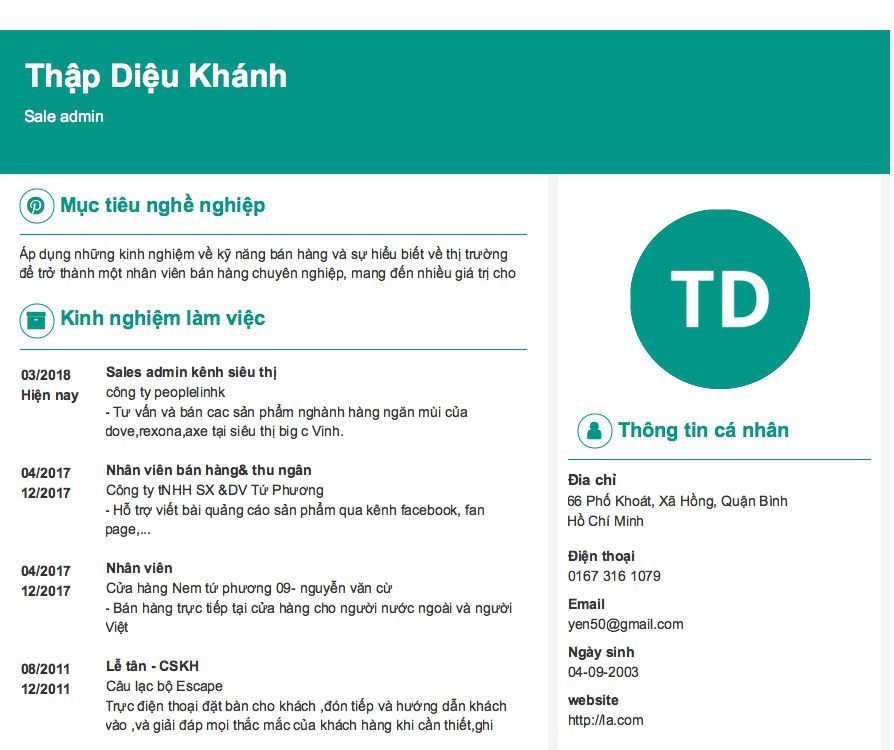 Thập Diệu Khánh
Sale admin
Mục tiêu nghề nghiệp
Áp dụng những kinh nghiệm về kỹ năng bán hàng và sự hiểu biết về thị trường
để trở thành một nhân viên bán hàng chuyên nghiệp, mang đến nhiều giá trị cho
Kinh nghiệm làm việc
03/2018
Hiện nay
Sales admin kênh siêu thị
công ty peoplelinhk
- Tư vấn và bán cac sản phẩm nghành hàng ngăn mùi của
dove,rexona,axe tại siêu thị big c Vinh.
04/2017
12/2017
Nhân viên bán hàng& thu ngân
Công ty tNHH SX &DV Tứ Phương
- Hỗ trợ viết bài quảng cáo sản phẩm qua kênh facebook, fan
page,...
04/2017
12/2017
Nhân viên
Cửa hàng Nem tứ phương 09- nguyễn văn cừ
- Bán hàng trực tiếp tại cửa hàng cho người nước ngoài và người
Việt
08/2011
12/2011
Lễ tân - CSKH
Câu lạc bộ Escape
Trực điện thoại đặt bàn cho khách ,đón tiếp và hướng dẫn khách
vào ,và giải đáp mọi thắc mắc của khách hàng khi cần thiết,ghi
TD
Thông tin cá nhân
Đia chỉ
66 Phố Khoát, Xã Hồng, Quận Bình
Hồ Chí Minh
Điện thoại
0167 316 1079
Email
yen50@gmail.com
Ngày sinh
04-09-2003
website
http://la.com